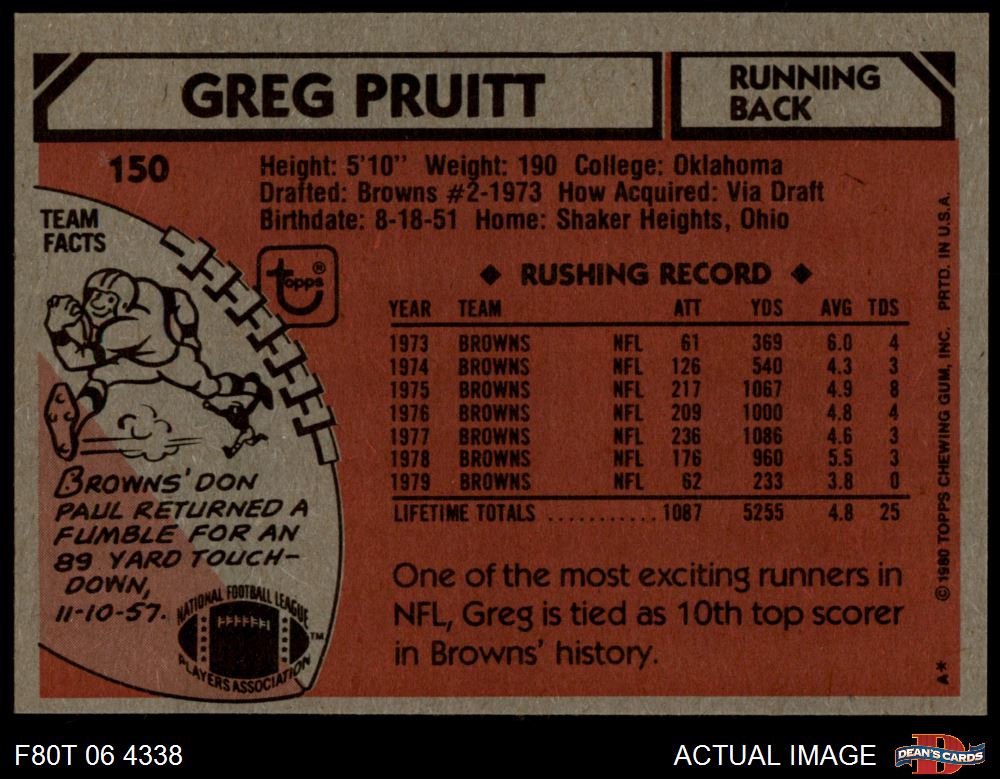 GREG PRUITT
RUNNING
BACK
150
Height: 5'10" Weight: 190 College: Oklahoma
Drafted: Browns #2-1973 How Acquired: Via Draft
Birthdate: 8-18-51 Home: Shaker Heights, Ohio
TEAM
FACTS
topps®
◆ RUSHING RECORD ◆
YEAR TEAM ATT YDS AVG TDS
1973 BROWNS NFL 61 369 6.0 4
1974 BROWNS NFL 126 540 4.3 3
1975 BROWNS NFL 217 1067 4.9 8
1976 BROWNS NFL 209 1000 4.8 4
1977 BROWNS NFL 236 1086 4.6 3
1978 BROWNS NFL 176 960 5.5 3
1979 BROWNS NFL 62 233 3.8 0
LIFETIME TOTALS ........... 1087 5255 4.8 25
BROWNS' DON
PAUL RETURNED A
FUMBLE FOR AN
89 YARD TOUCH-
DOWN,
11-10-57.
NATIONAL FOOTBALL LEAGUE
PLAYERS ASSOCIATION
TM
One of the most exciting runners in
NFL, Greg is tied as 10th top scorer
in Browns' history.
A* © 1980 TOPPS CHEWING GUM, INC. PRTD. IN U.S.A.
F80T 06 4338
ACTUAL IMAGE
DEAN'S CARDS